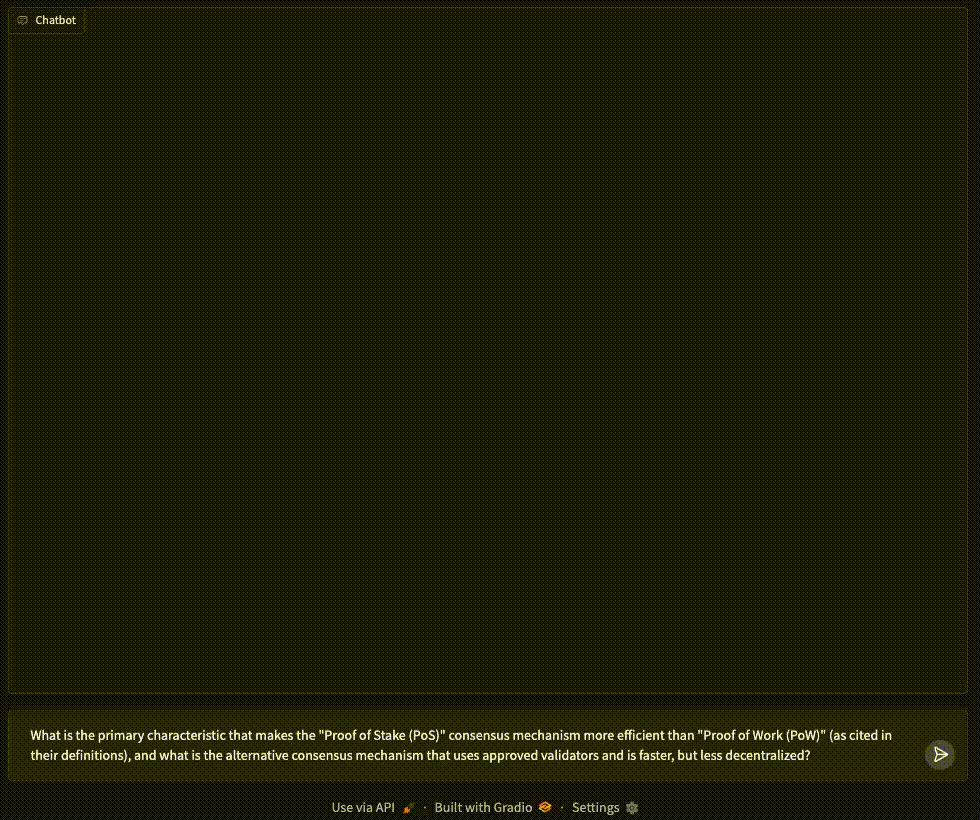 Chatbot
What is the primary characteristic that makes the "Proof of Stake (PoS)" consensus mechanism more efficient than "Proof of Work (PoW)" (as cited in
their definitions), and what is the alternative consensus mechanism that uses approved validators and is faster, but less decentralized?
Use via API · Built with Gradio · Settings